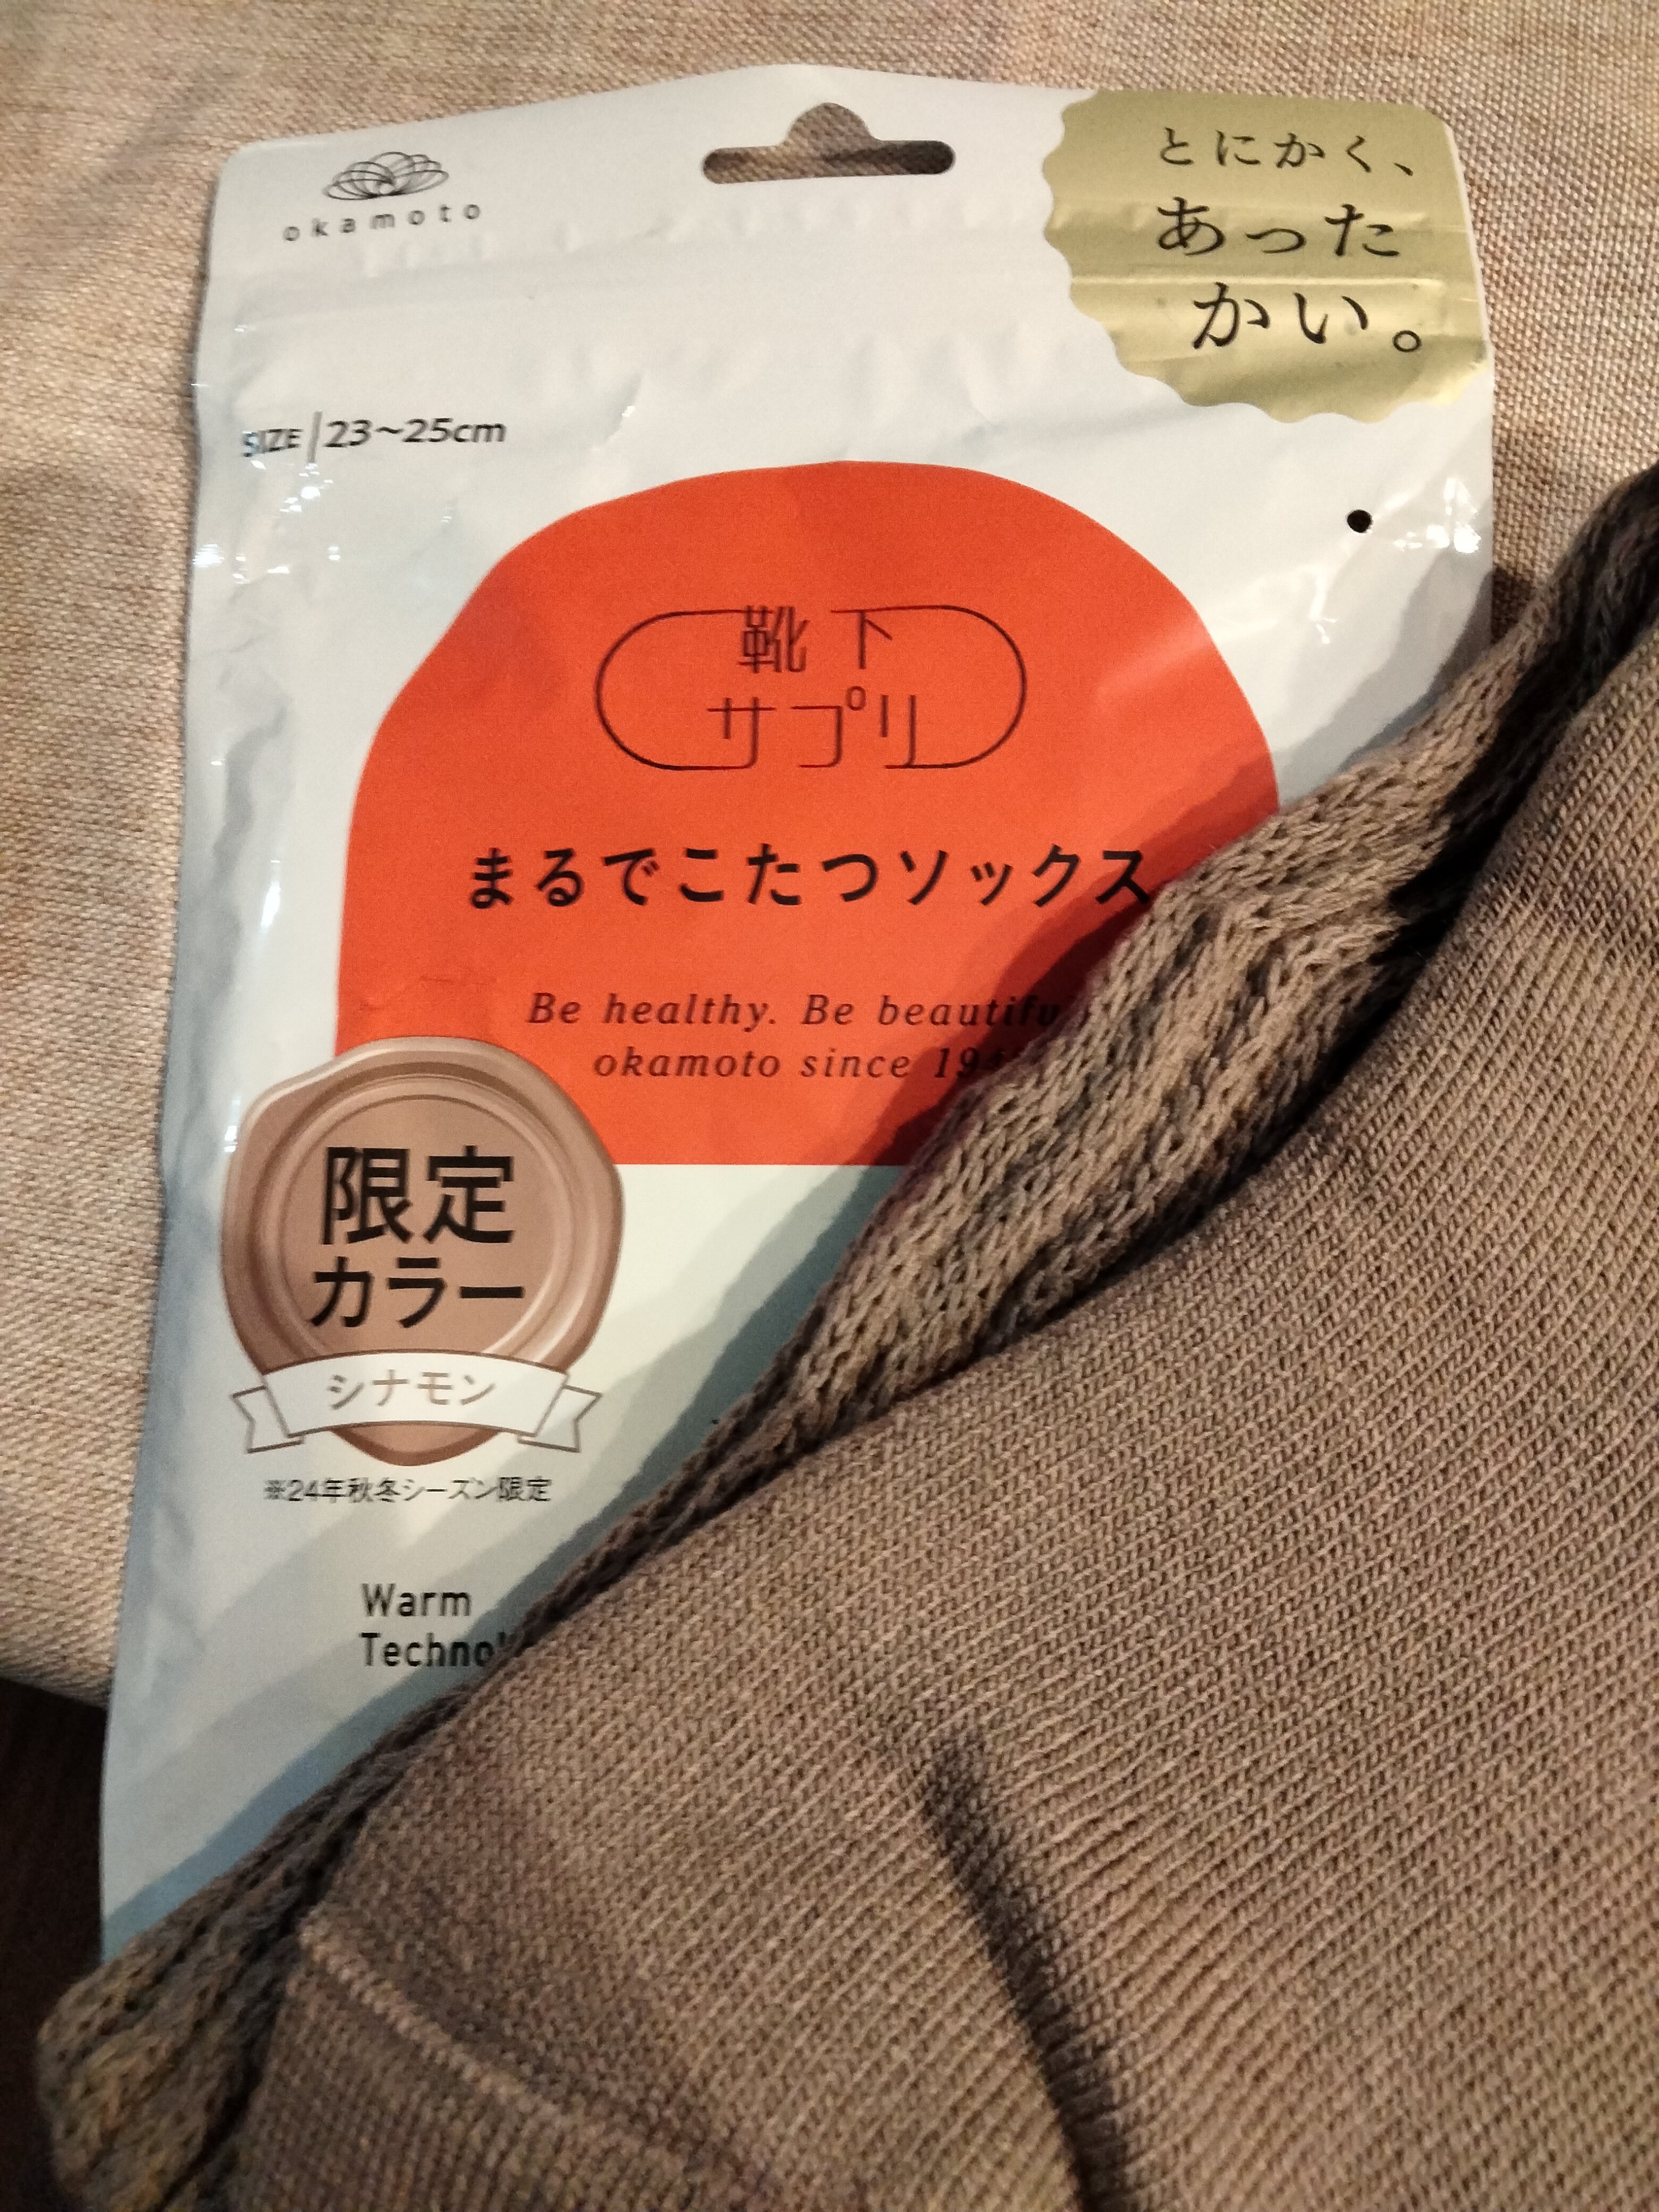 okamoto
とにかく、
あった
かい。
SIZE 23~25cm
靴下
サプリ
まるでこたつソックス
Be healthy. Be
okamoto since
限定
カラー
シナモン
※24年秋冬シーズン限定
Warm